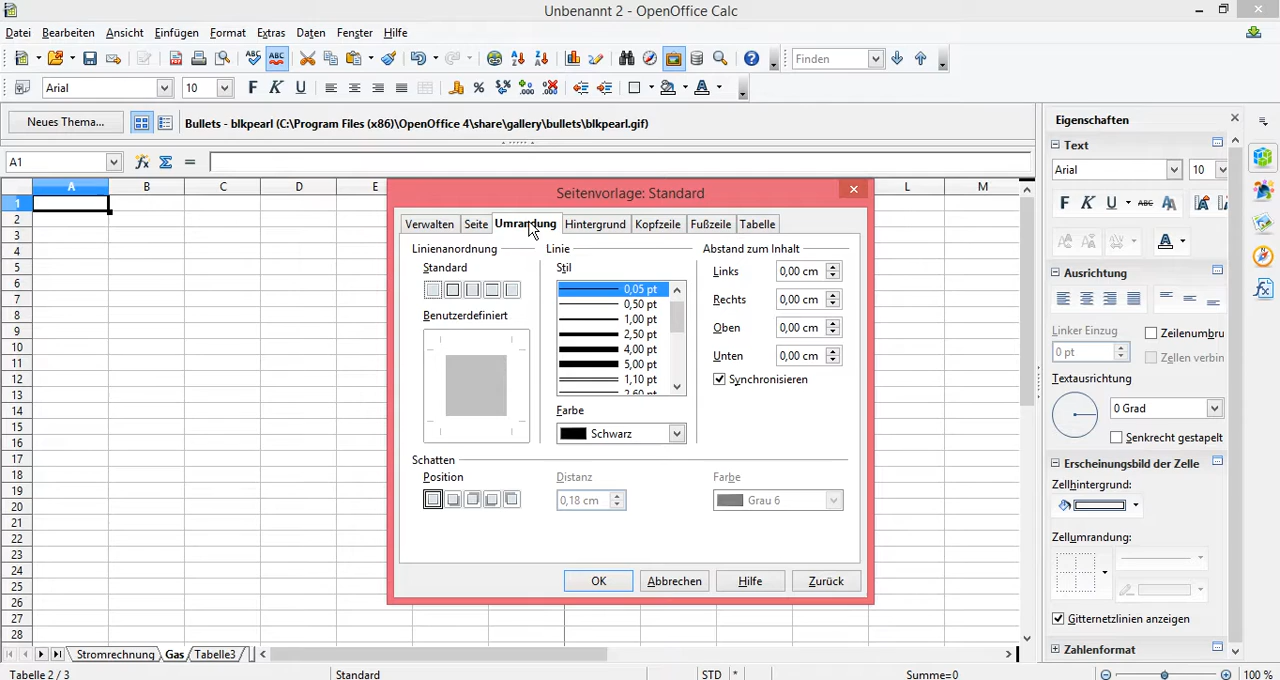 Unbenannt 2 - OpenOffice Calc
Datei Bearbeiten Ansicht Einfügen Format Extras Daten Fenster Hilfe
Finden
Arial 10
Neues Thema... Bullets - blkpearl (C:\Program Files (x86)\OpenOffice 4\share\gallery\bullets\blkpearl.gif)
A1
A B C D E L M
1
2
3
4
5
6
7
8
9
10
11
12
13
14
15
16
17
18
19
20
21
22
23
24
25
26
27
28
Seitenvorlage: Standard
Verwalten Seite Umrandung Hintergrund Kopfzeile Fußzeile Tabelle
Linienanordnung Linie Abstand zum Inhalt
Standard Stil
Benutzerdefiniert
0,05 pt
0,50 pt
1,00 pt
2,50 pt
4,00 pt
5,00 pt
1,10 pt
2,60 pt
Links 0,00 cm
Rechts 0,00 cm
Oben 0,00 cm
Unten 0,00 cm
Synchronisieren
Farbe
Schwarz
Schatten
Position Distanz Farbe
0,18 cm Grau 6
OK Abbrechen Hilfe Zurück
Eigenschaften
Text
Arial 10
F K U ABC
Ausrichtung
Linker Einzug Zeilenumbru
0 pt Zellen verbin
Textausrichtung
0 Grad
Senkrecht gestapelt
Erscheinungsbild der Zelle
Zellhintergrund:
Zellumrandung:
Gitternetzlinien anzeigen
Zahlenformat
Stromrechnung Gas Tabelle3
Tabelle 2 / 3 Standard STD * Summe=0 100 %